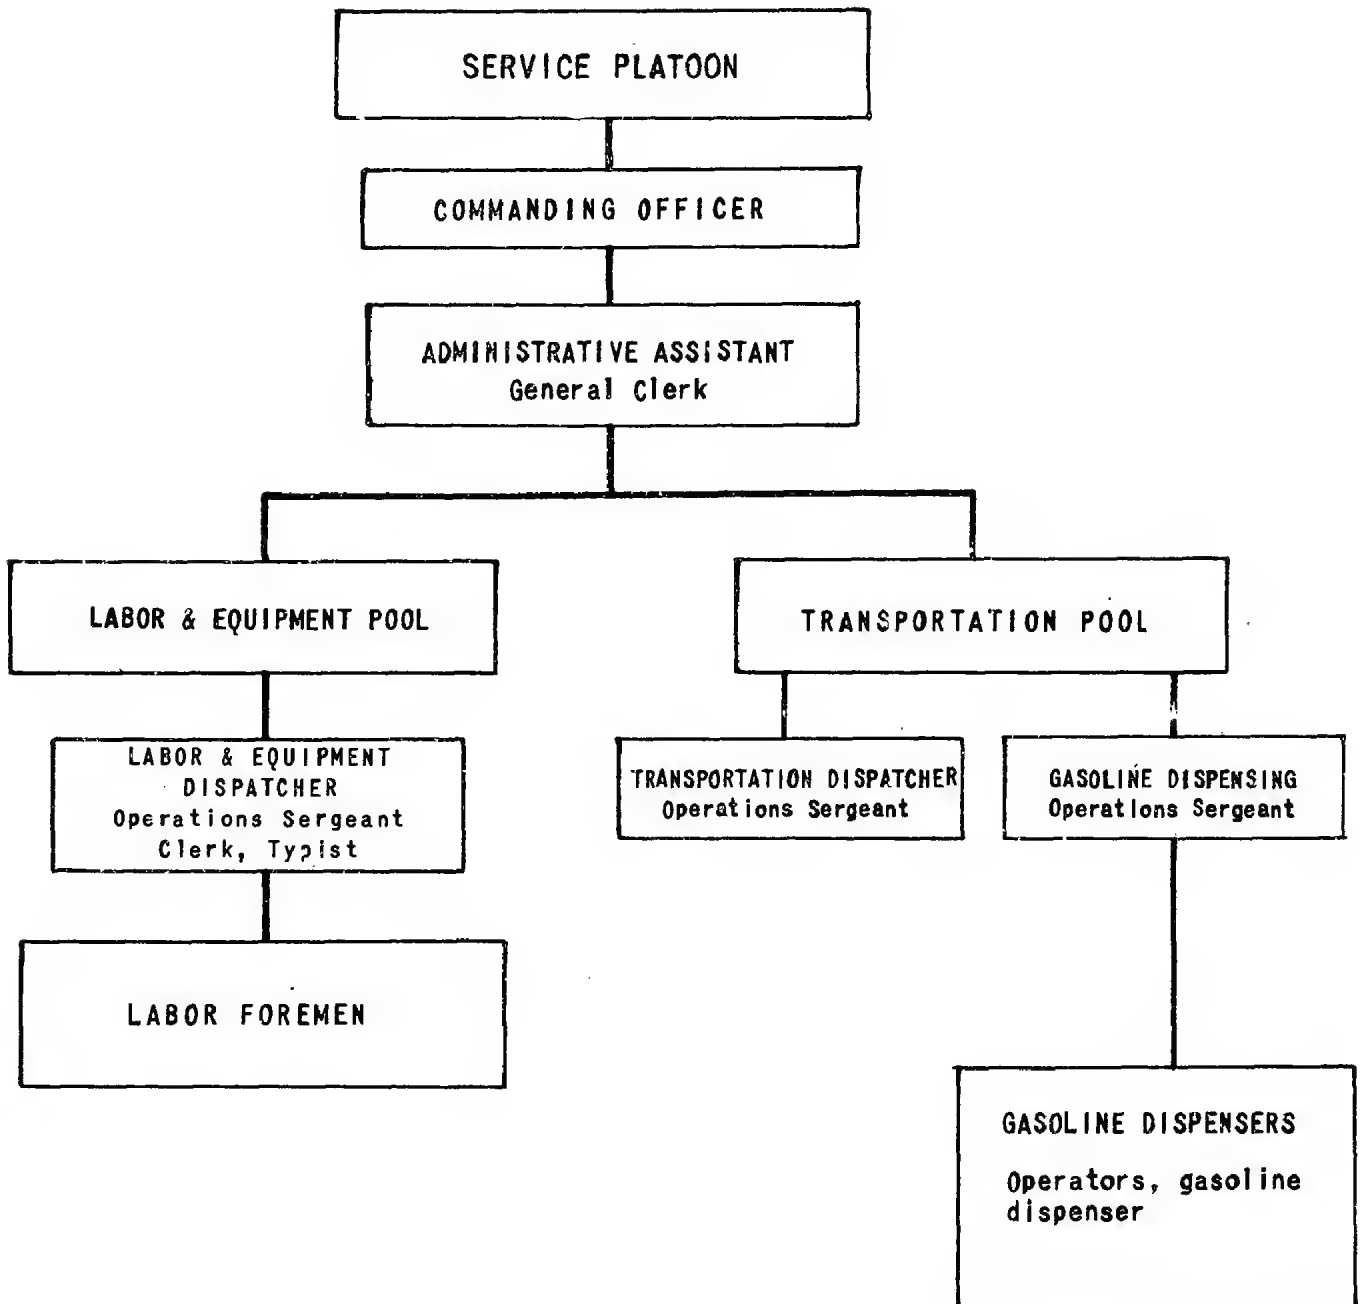 SERVICE PLATOON
COMMANDING OFFICER
ADMINISTRATIVE ASSISTANT
General Clerk
LABOR & EQUIPMENT POOL
TRANSPORTATION POOL
LABOR & EQUIPMENT
DISPATCHER
Operations Sergeant
Clerk, Typist
TRANSPORTATION DISPATCHER
Operations Sergeant
GASOLINE DISPENSING
Operations Sergeant
LABOR FOREMEN
GASOLINE DISPENSERS
Operators, gasoline
dispenser